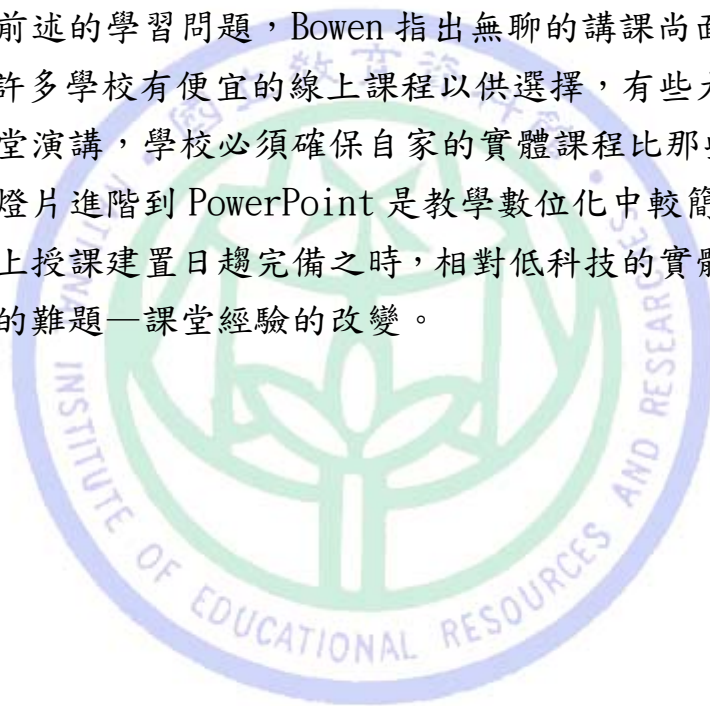 前述的學習問題，Bowen 指出無聊的講課尚面
許多學校有便宜的線上課程以供選擇，有些
堂演講，學校必須確保自家的實體課程比那
燈片進階到 PowerPoint 是教學數位化中較簡
上授課建置日趨完備之時，相對低科技的實體
的難題—課堂經驗的改變。
INSTITUTE OF EDUCATIONAL RESOURCES AND RESEARCH